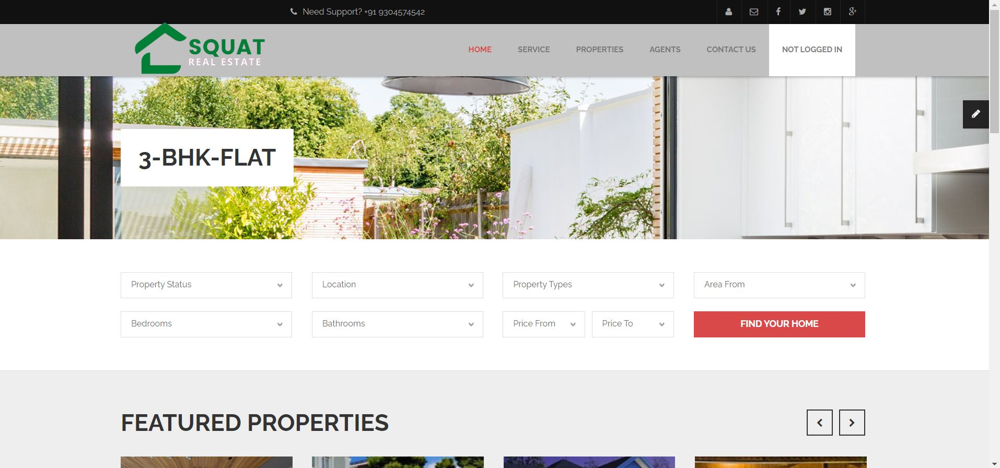 Need Support? +91 9304574542
SQUAT
REAL ESTATE
HOME
SERVICE
PROPERTIES
AGENTS
CONTACT US
NOT LOGGED IN
3-BHK-FLAT
Property Status
Location
Property Types
Area From
Bedrooms
Bathrooms
Price From
Price To
FIND YOUR HOME
FEATURED PROPERTIES